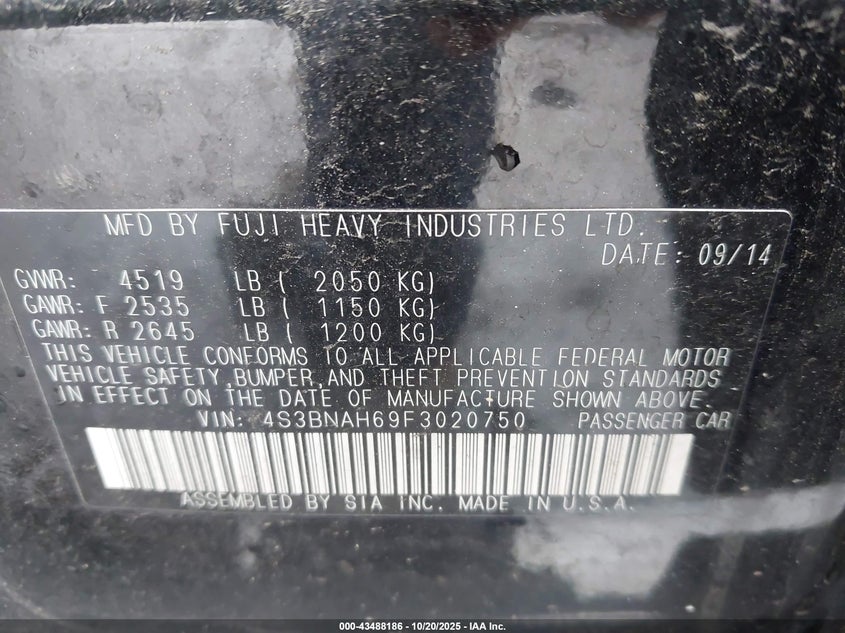 MFD BY FUJI HEAVY INDUSTRIES LTD.
DATE: 09/14
GVWR: 4519 LB ( 2050 KG)
GAWR: F 2535 LB ( 1150 KG)
GAWR: R 2645 LB ( 1200 KG)
THIS VEHICLE CONFORMS TO ALL APPLICABLE FEDERAL MOTOR
VEHICLE SAFETY, BUMPER, AND THEFT PREVENTION STANDARDS
IN EFFECT ON THE DATE OF MANUFACTURE SHOWN ABOVE.
VIN: 4S3BNAH69F3020750 PASSENGER CAR
ASSEMBLED BY SIA INC. MADE IN U.S.A.
000-43488186 - 10/20/2025 - IAA Inc.